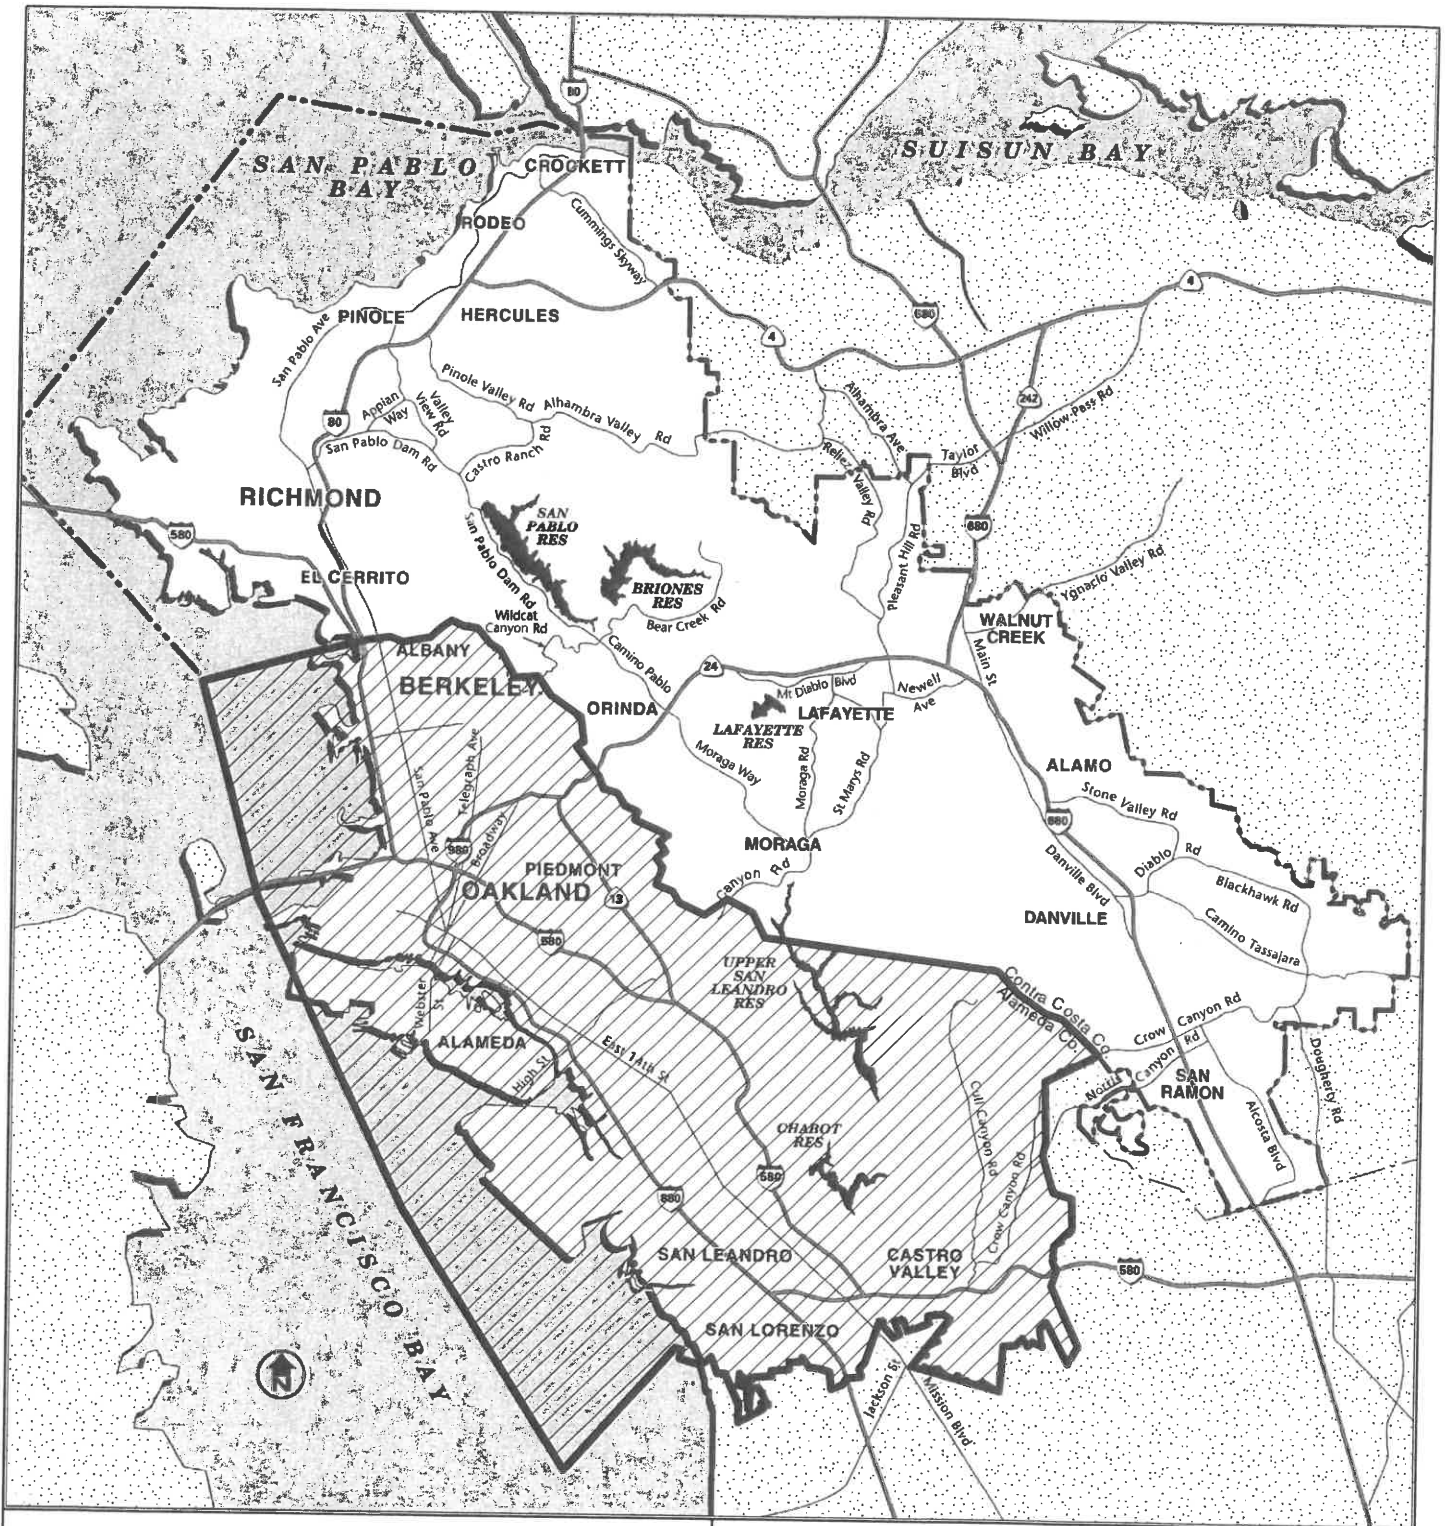 80
SAN PABLO
BAY
CROCKETT
SUISUN BAY
RODEO
Cummings Skyway
4
PINOLE
HERCULES
680
San Pablo Ave
4
Pinole Valley Rd
Alhambra Valley Rd
Alhambra Ave
242
Willow Pass Rd
80
Appian
Way
Valley
View Rd
San Pablo Dam Rd
Castro Ranch Rd
Reliez Valley Rd
Taylor
Blvd
RICHMOND
SAN
PABLO
RES
580
680
San Pablo Dam Rd
Pleasant Hill Rd
Ygnacio Valley Rd
EL CERRITO
BRIONES
RES
Wildcat
Canyon Rd
Bear Creek Rd
WALNUT
CREEK
ALBANY
Camino Pablo
24
Main St
BERKELEY
Mt Diablo Blvd
Newell
Ave
ORINDA
LAFAYETTE
LAFAYETTE
RES
Moraga Way
Moraga Rd
St Marys Rd
ALAMO
San Pablo Ave
Telegraph Ave
Stone Valley Rd
680
980
Broadway
MORAGA
Diablo Rd
Danville Blvd
PIEDMONT
OAKLAND
13
Canyon Rd
Blackhawk Rd
DANVILLE
Camino Tassajara
580
UPPER
SAN
LEANDRO
RES
Contra Costa Co.
Alameda Co.
Webster
St
Crow Canyon Rd
ALAMEDA
East 14th St
High St
Norris Canyon Rd
SAN
RAMON
Dougherty Rd
Alcosta Blvd
SAN FRANCISCO BAY
CHABOT
RES
Cull Canyon Rd
580
880
Crow Canyon Rd
SAN LEANDRO
CASTRO
VALLEY
580
SAN LORENZO
N
Jackson St
Mission Blvd